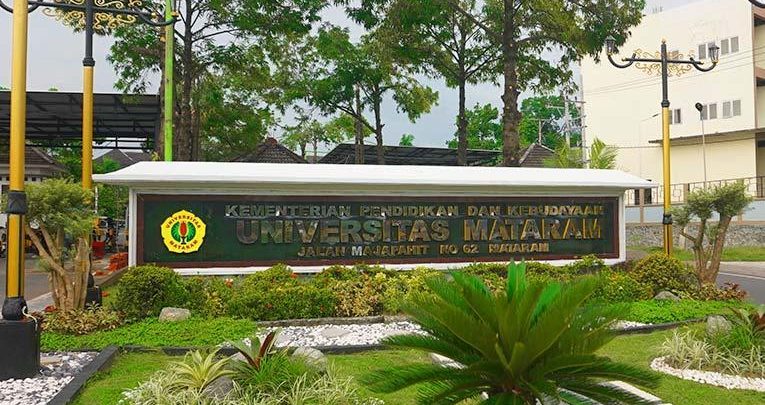 KEMENTERIAN PENDIDIKAN DAN KEBUDAYAAN
UNIVERSITAS MATARAM
JALAN MAJAPAHIT NO 62 MATARAM
UNIVERSITAS
MATARAM